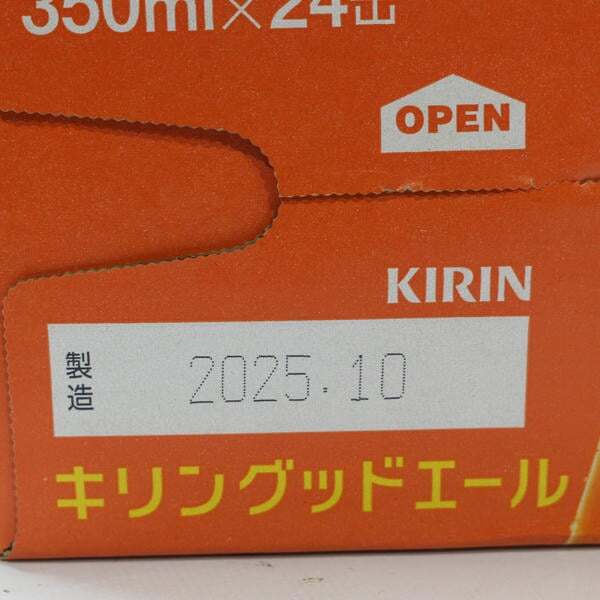 350ml×24缶
OPEN
KIRIN
製造 2025.10
キリングッドエール